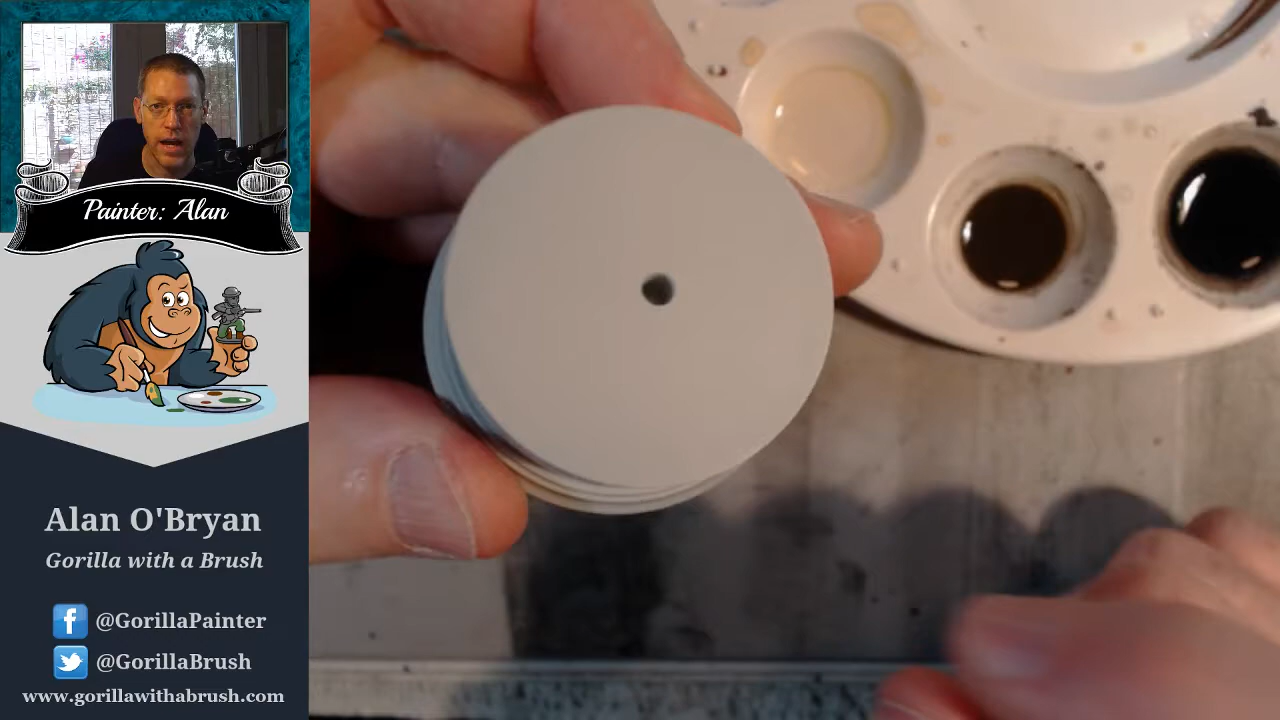 Painter: Alan
Alan O'Bryan
Gorilla with a Brush
@GorillaPainter
@GorillaBrush
www.gorillawithabrush.com